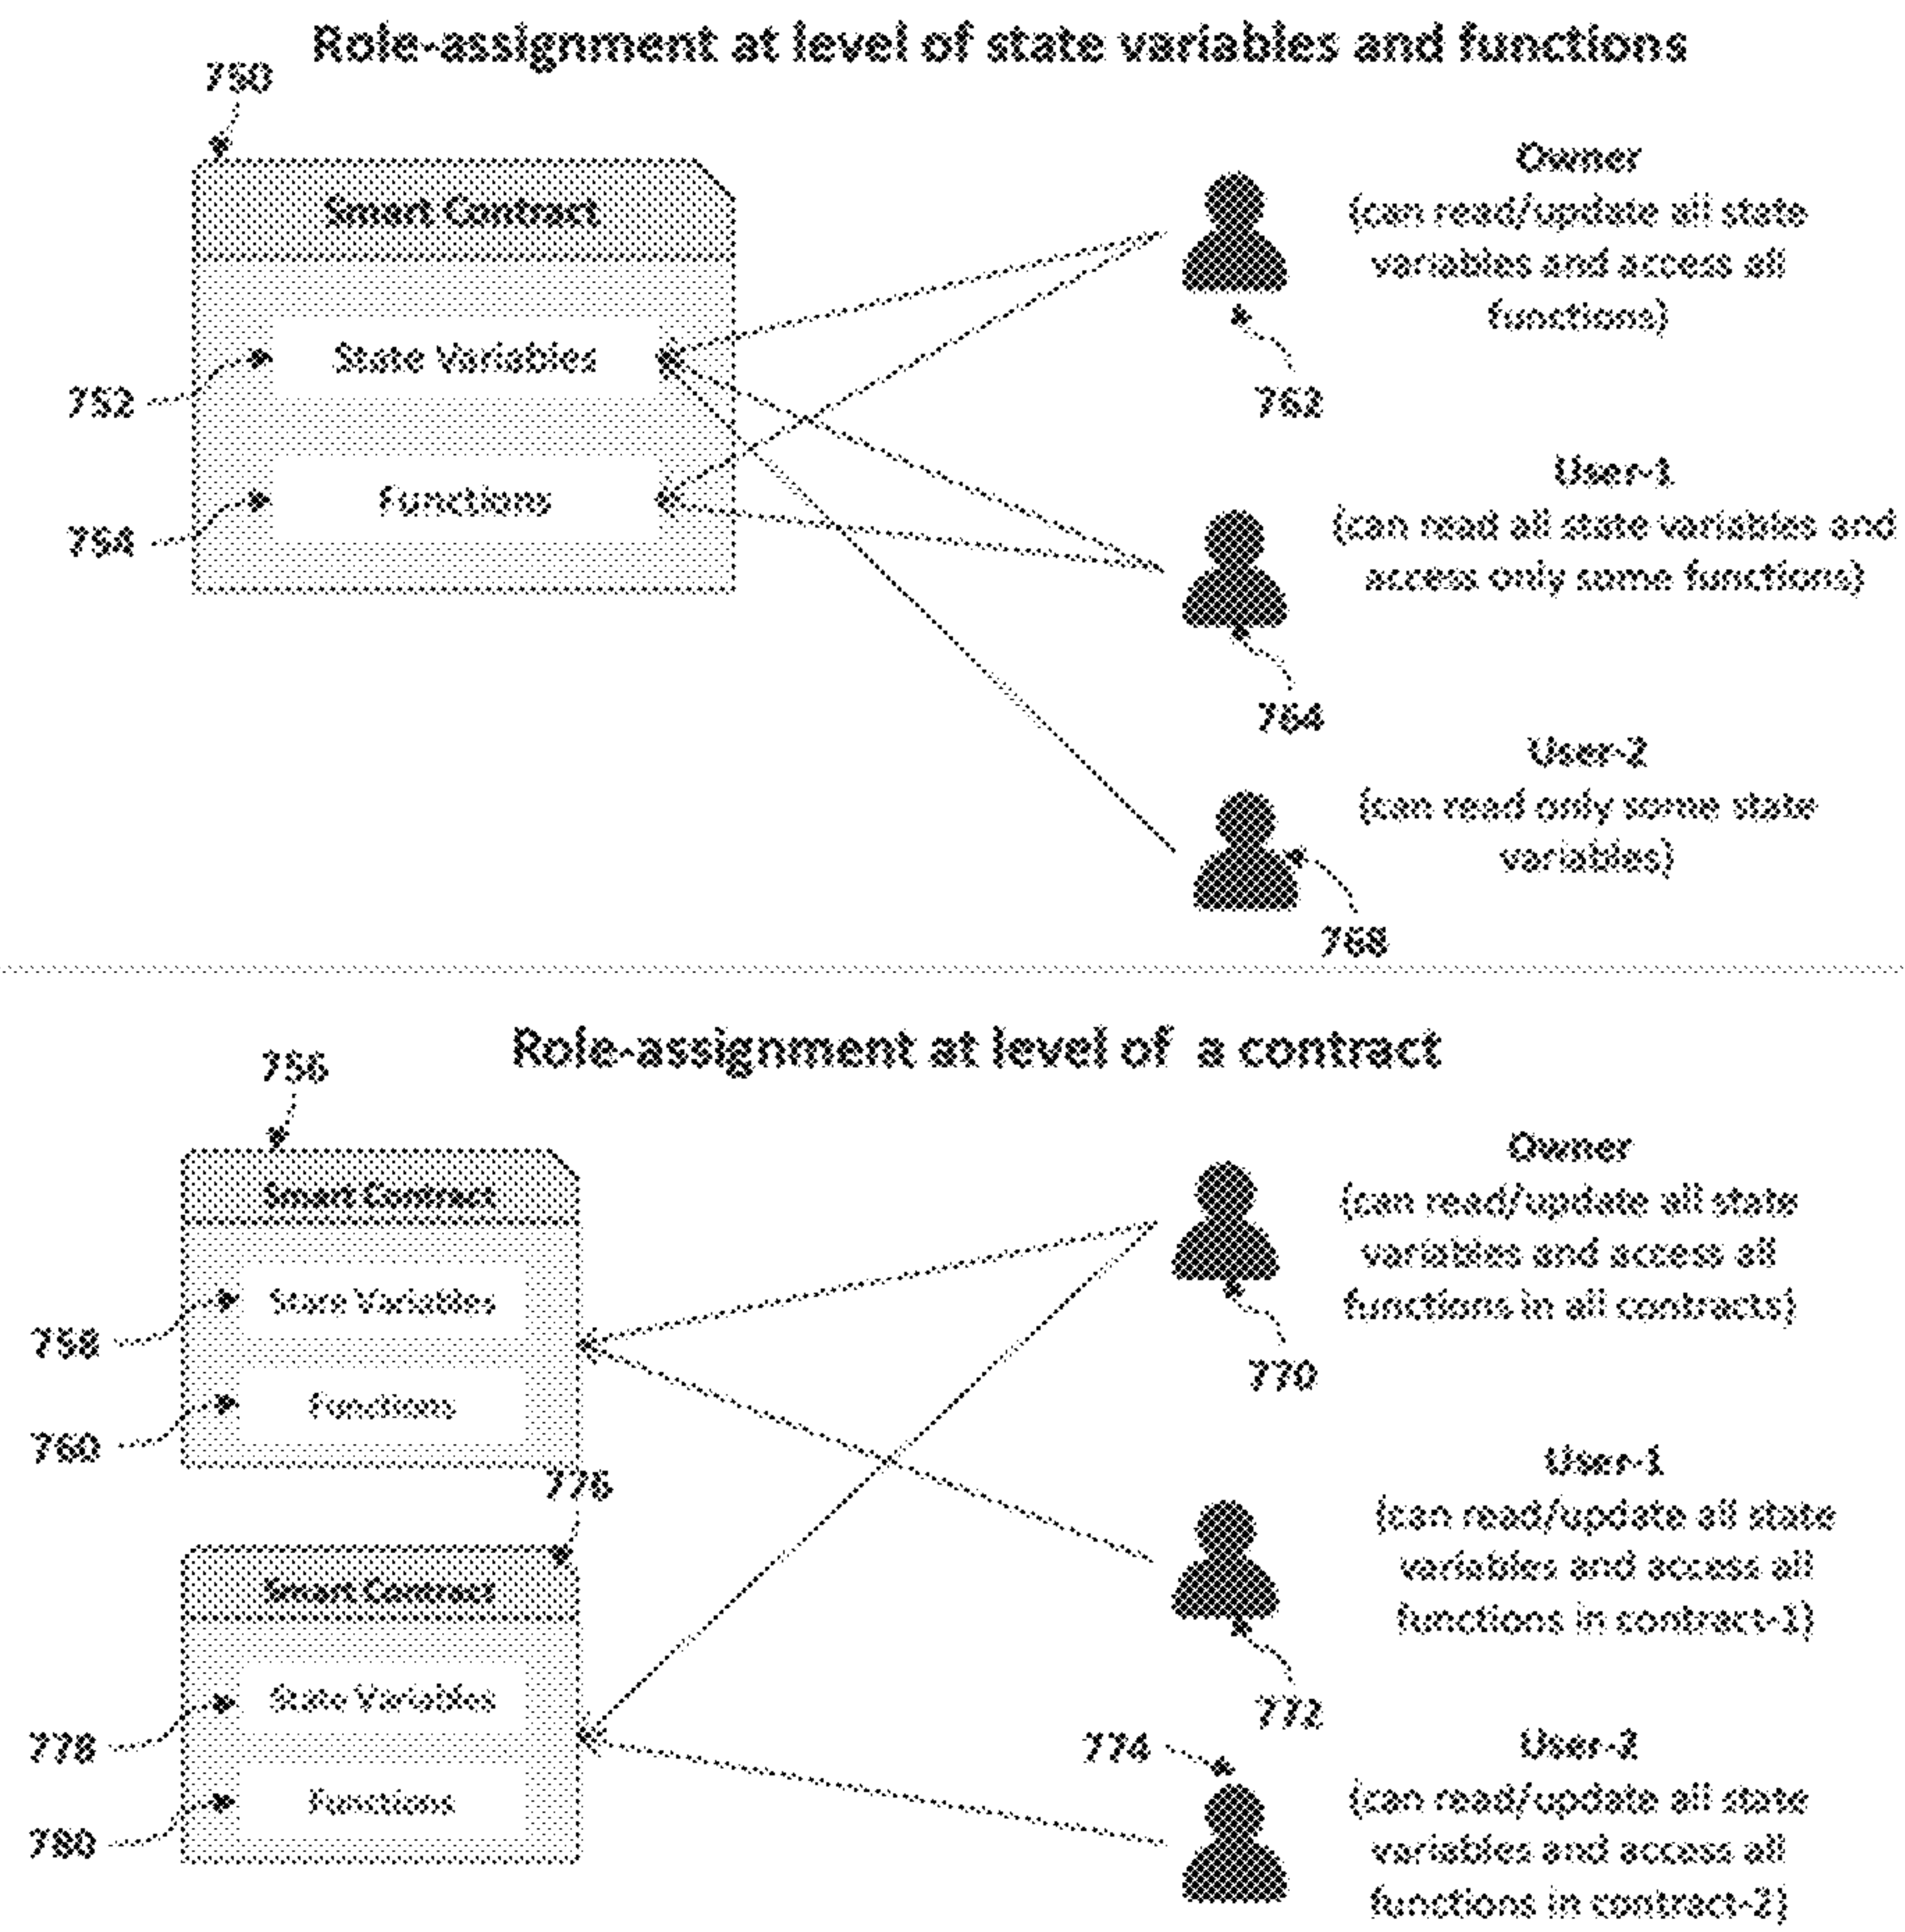 Role-assignment at level of state variables and functions
750
Smart Contract
State Variables
752
Functions
754
Owner
(can read/update all state
variables and access all
functions)
762
User-1
(can read all state variables and
access only some functions)
764
User-2
(can read only some state
variables)
768
Role-assignment at level of a contract
756
Smart Contract
State Variables
758
Functions
760
776
Smart Contract
State Variables
778
Functions
780
Owner
(can read/update all state
variables and access all
functions in all contracts)
770
User-1
(can read/update all state
variables and access all
functions in contract-1)
772
774
User-2
(can read/update all state
variables and access all
functions in contract-2)